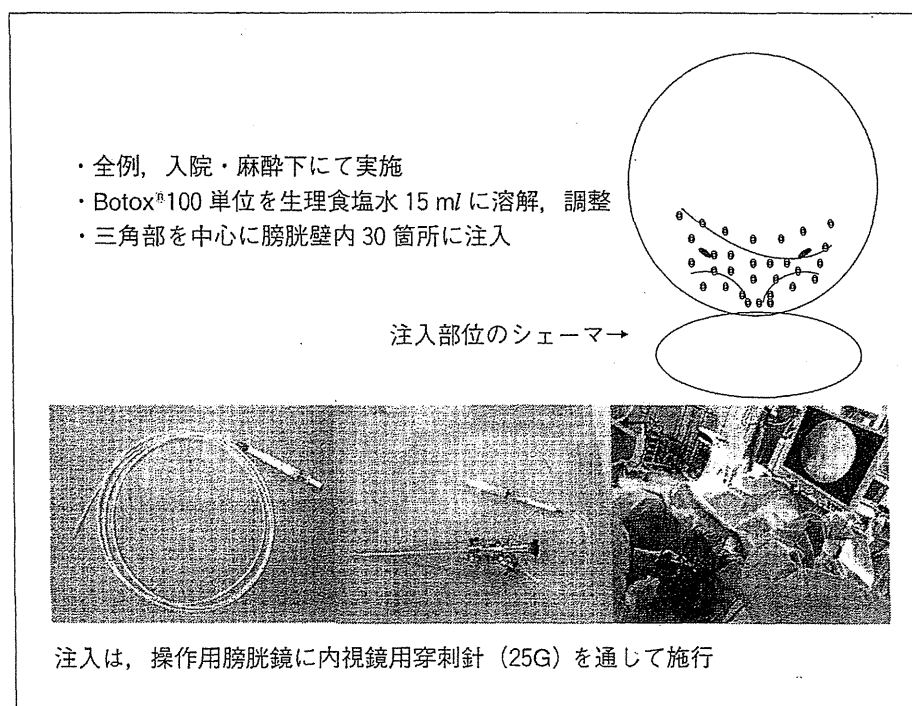 ・全例，入院・麻酔下にて実施
・Botox®100 単位を生理食塩水 15 ml に溶解，調整
・三角部を中心に膀胱壁内 30 箇所に注入
注入部位のシェーマ→
注入は，操作用膀胱鏡に内視鏡用穿刺針（25G）を通じて施行